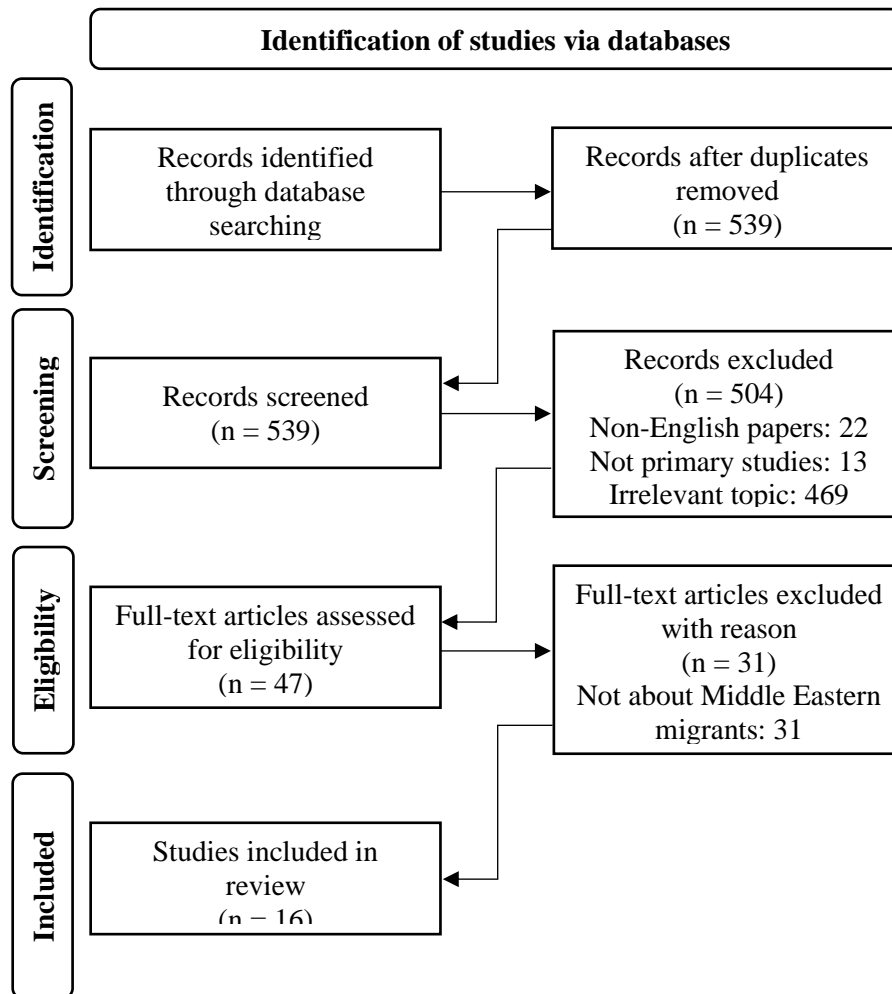 Identification of studies via databases
Identification
Records identified
through database
searching
Records after duplicates
removed
(n = 539)
Screening
Records screened
(n = 539)
Records excluded
(n = 504)
Non-English papers: 22
Not primary studies: 13
Irrelevant topic: 469
Eligibility
Full-text articles assessed
for eligibility
(n = 47)
Full-text articles excluded
with reason
(n = 31)
Not about Middle Eastern
migrants: 31
Included
Studies included in
review
(n = 16)